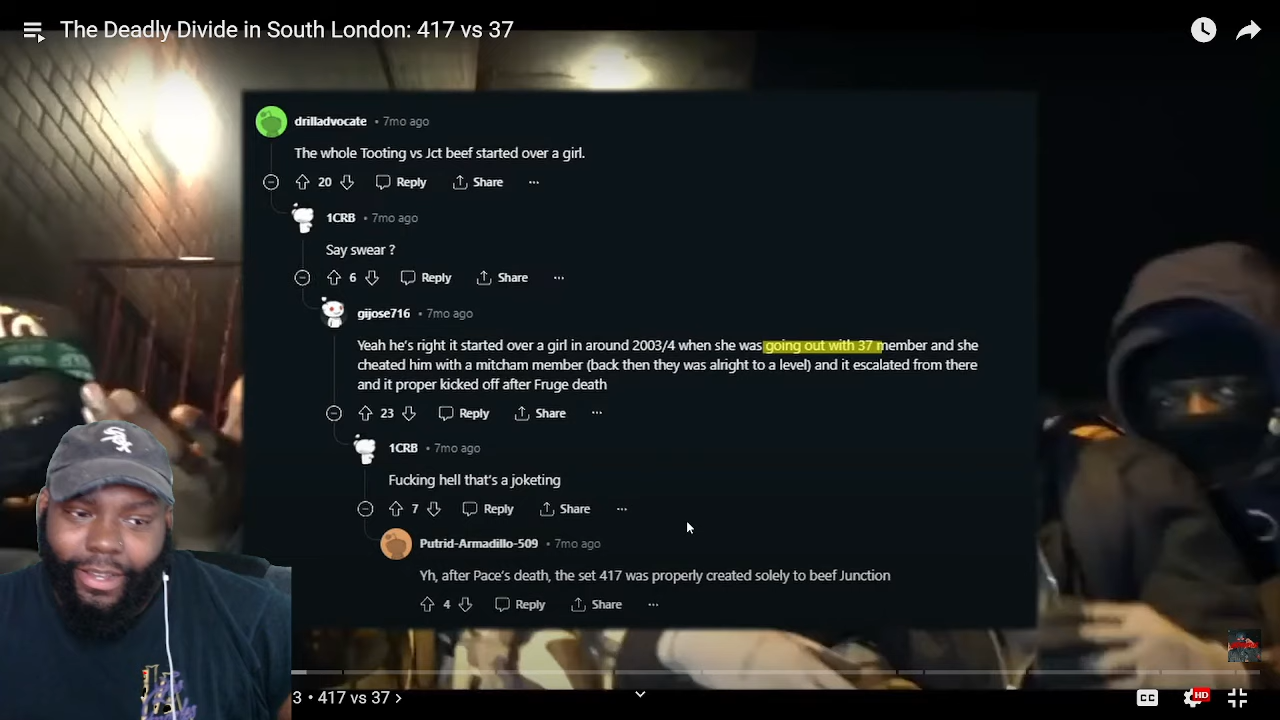 The Deadly Divide in South London: 417 vs 37
drilladvocate • 7mo ago
The whole Tooting vs Jct beef started over a girl.
20 Reply Share ...
1CRB • 7mo ago
Say swear ?
6 Reply Share ...
gijose716 • 7mo ago
Yeah he's right it started over a girl in around 2003/4 when she was going out with 37 member and she
cheated him with a mitcham member (back then they was alright to a level) and it escalated from there
and it proper kicked off after Fruge death
23 Reply Share ...
1CRB • 7mo ago
Fucking hell that's a joketing
7 Reply Share ...
Putrid-Armadillo-509 • 7mo ago
Yh, after Pace's death, the set 417 was properly created solely to beef Junction
4 Reply Share ...
3 • 417 vs 37 >
CC
HD